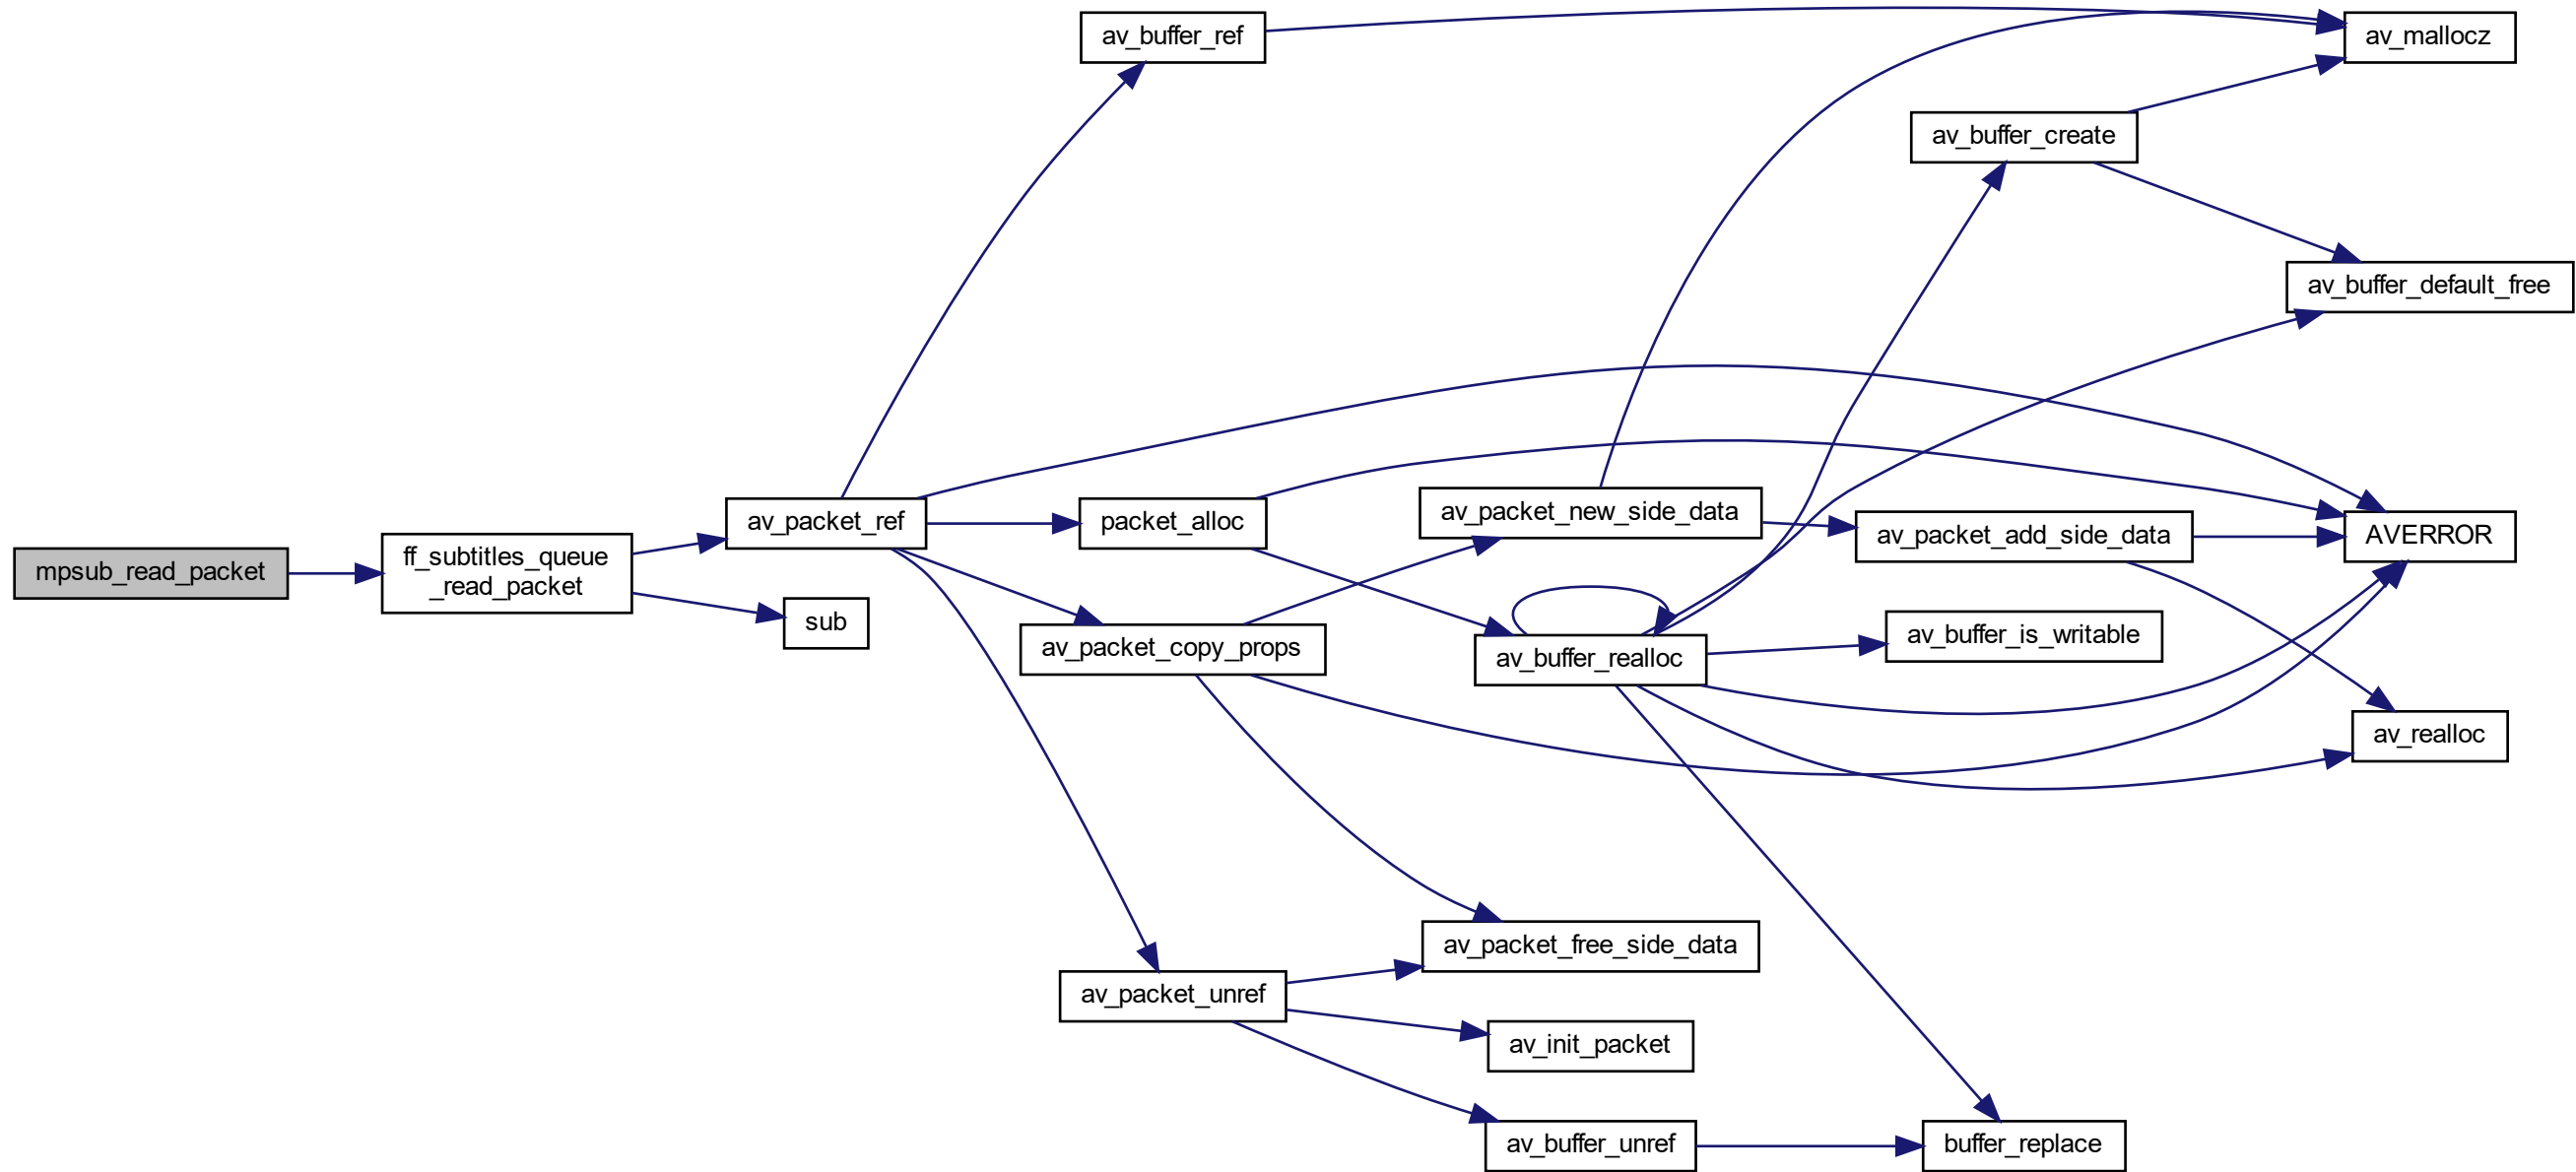 mpsub_read_packet
ff_subtitles_queue
_read_packet
av_packet_ref
sub
av_buffer_ref
packet_alloc
av_packet_copy_props
av_packet_unref
av_packet_new_side_data
av_buffer_realloc
av_packet_free_side_data
av_init_packet
av_buffer_unref
av_buffer_create
av_packet_add_side_data
av_buffer_is_writable
buffer_replace
av_mallocz
av_buffer_default_free
AVERROR
av_realloc